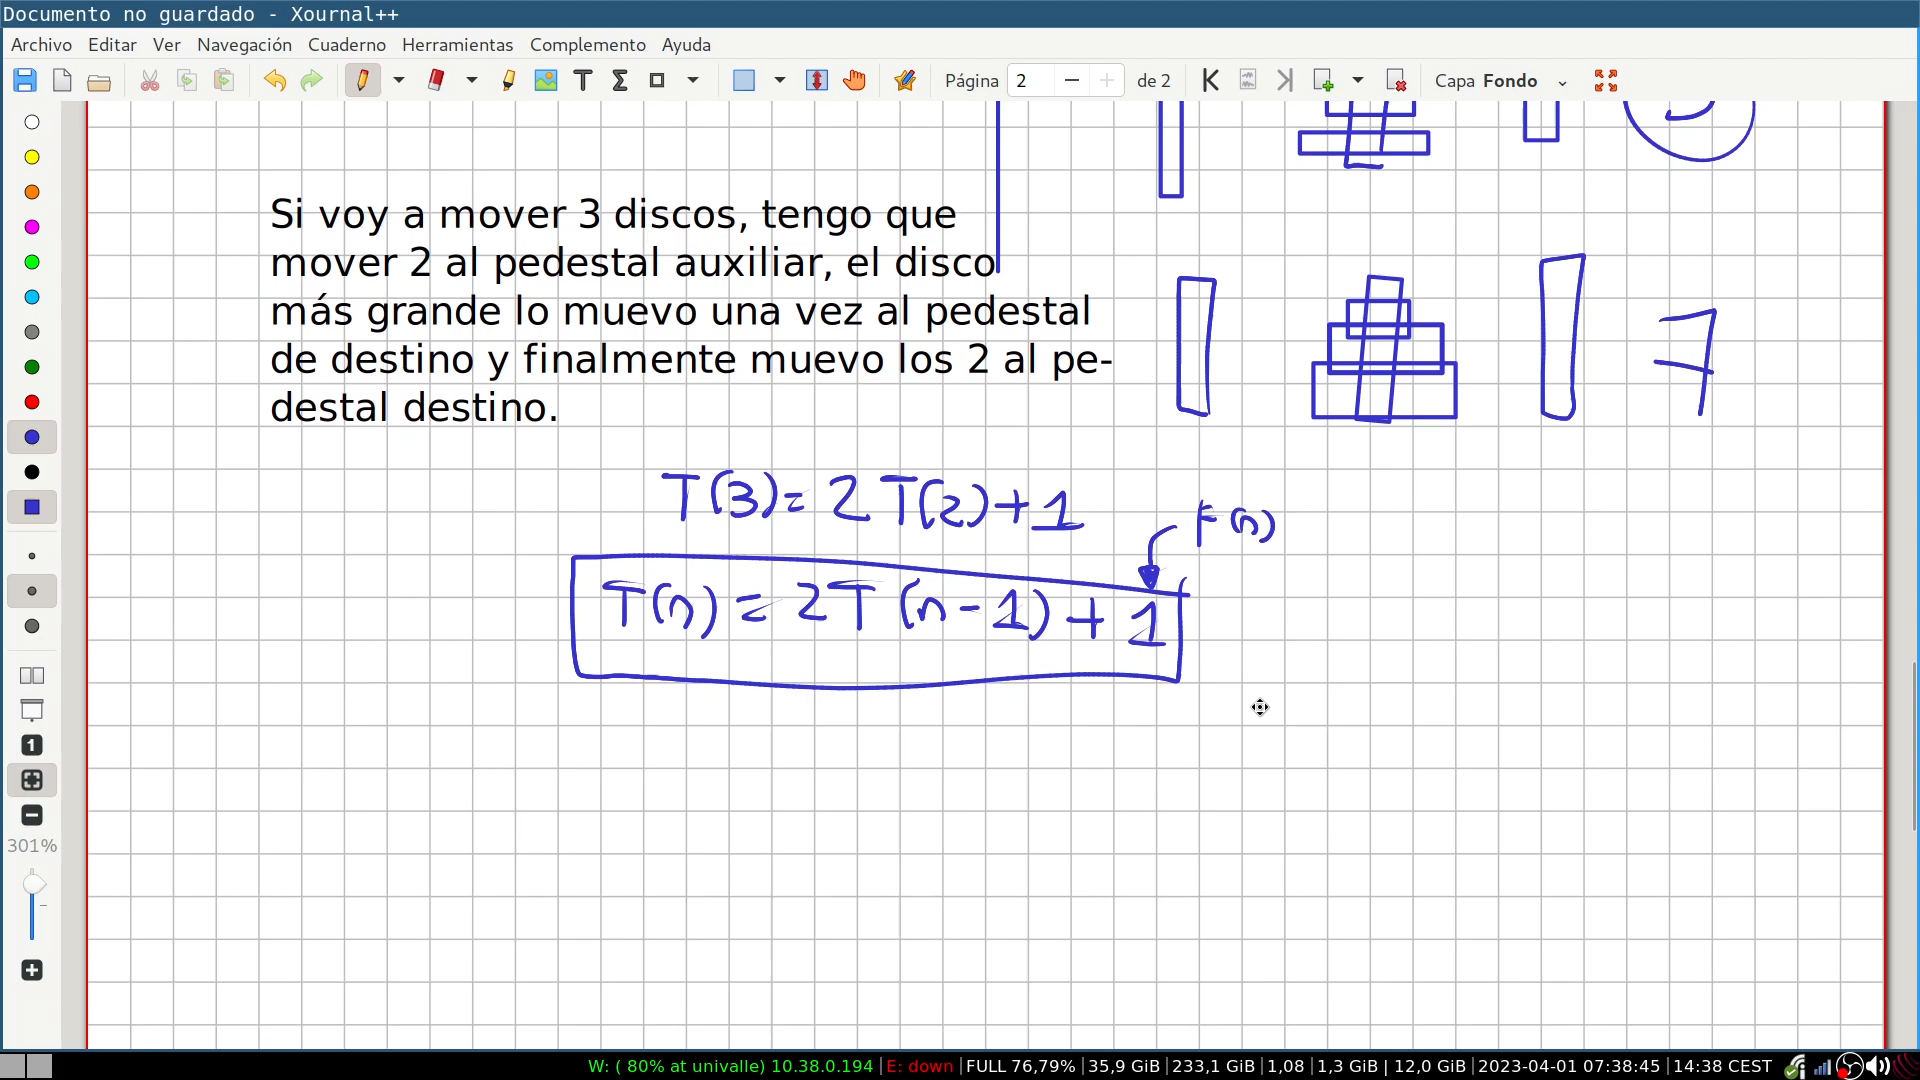 Documento no guardado - Xournal++
Archivo Editar Ver Navegación Cuaderno Herramientas Complemento Ayuda
Página 2 de 2 Capa Fondo
Si voy a mover 3 discos, tengo que
mover 2 al pedestal auxiliar, el disco
más grande lo muevo una vez al pedestal
de destino y finalmente muevo los 2 al pe-
destal destino.
7
T(3)= 2T(2)+1
F(n)
T(n) = 2T(n-1)+1
1
301%
W: ( 80% at univalle) 10.38.0.194 |E: down|FULL 76,79%|35,9 GiB|233,1 GiB|1,08 |1,3 GiB | 12,0 GiB|2023-04-01 07:38:45|14:38 CEST